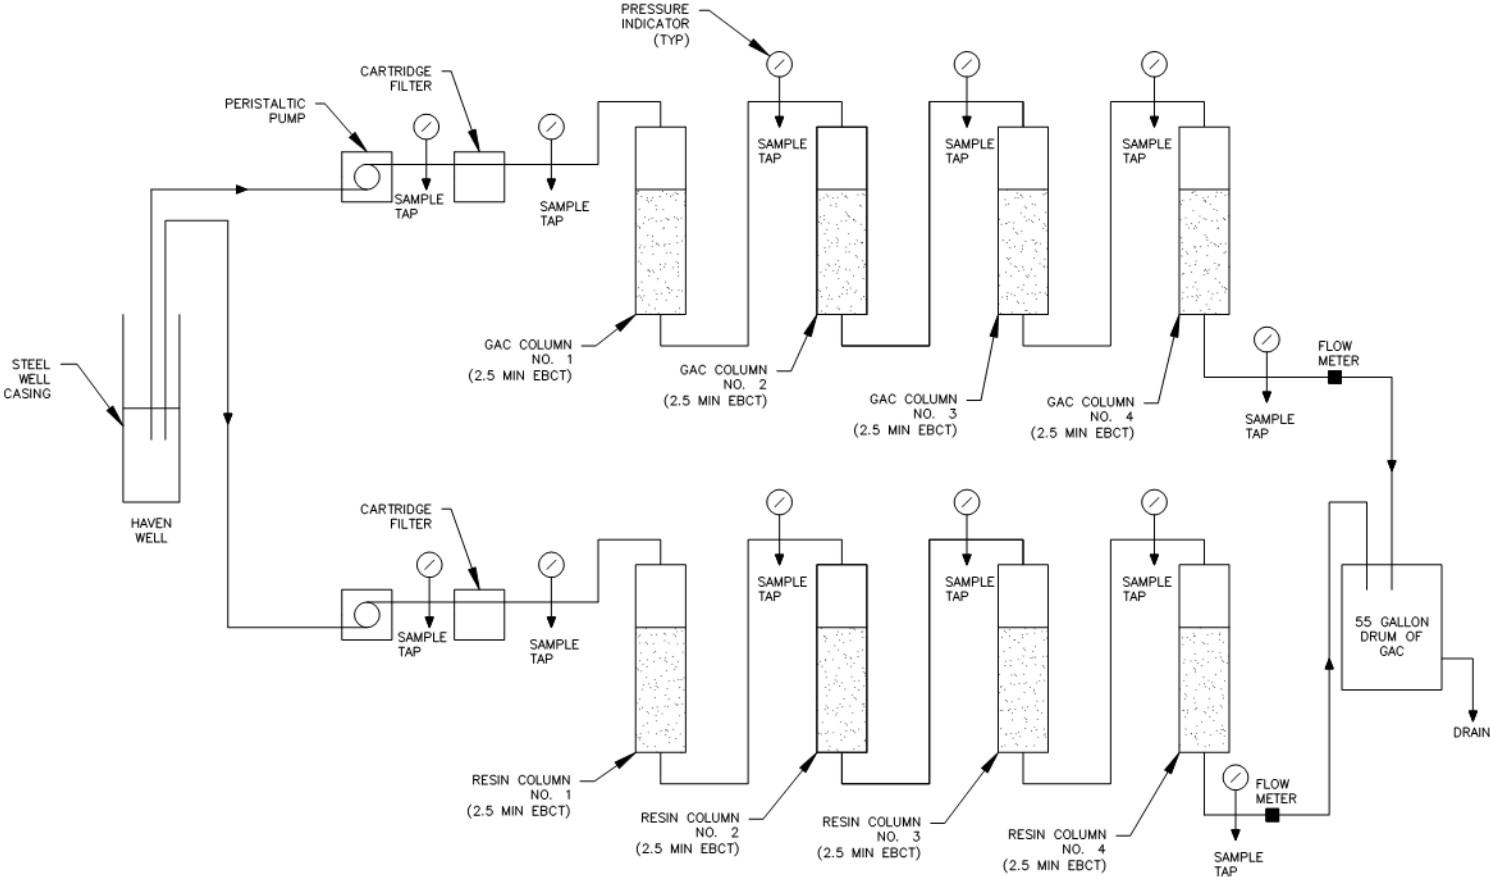 PRESSURE
INDICATOR
(TYP)
CARTRIDGE
FILTER
PERISTALTIC
PUMP
SAMPLE
TAP
SAMPLE
TAP
SAMPLE
TAP
SAMPLE
TAP
SAMPLE
TAP
GAC COLUMN
NO. 1
(2.5 MIN EBCT)
GAC COLUMN
NO. 2
(2.5 MIN EBCT)
GAC COLUMN
NO. 3
(2.5 MIN EBCT)
GAC COLUMN
NO. 4
(2.5 MIN EBCT)
FLOW
METER
SAMPLE
TAP
STEEL
WELL
CASING
HAVEN
WELL
CARTRIDGE
FILTER
SAMPLE
TAP
SAMPLE
TAP
SAMPLE
TAP
SAMPLE
TAP
SAMPLE
TAP
55 GALLON
DRUM OF
GAC
DRAIN
RESIN COLUMN
NO. 1
(2.5 MIN EBCT)
RESIN COLUMN
NO. 2
(2.5 MIN EBCT)
RESIN COLUMN
NO. 3
(2.5 MIN EBCT)
RESIN COLUMN
NO. 4
(2.5 MIN EBCT)
FLOW
METER
SAMPLE
TAP